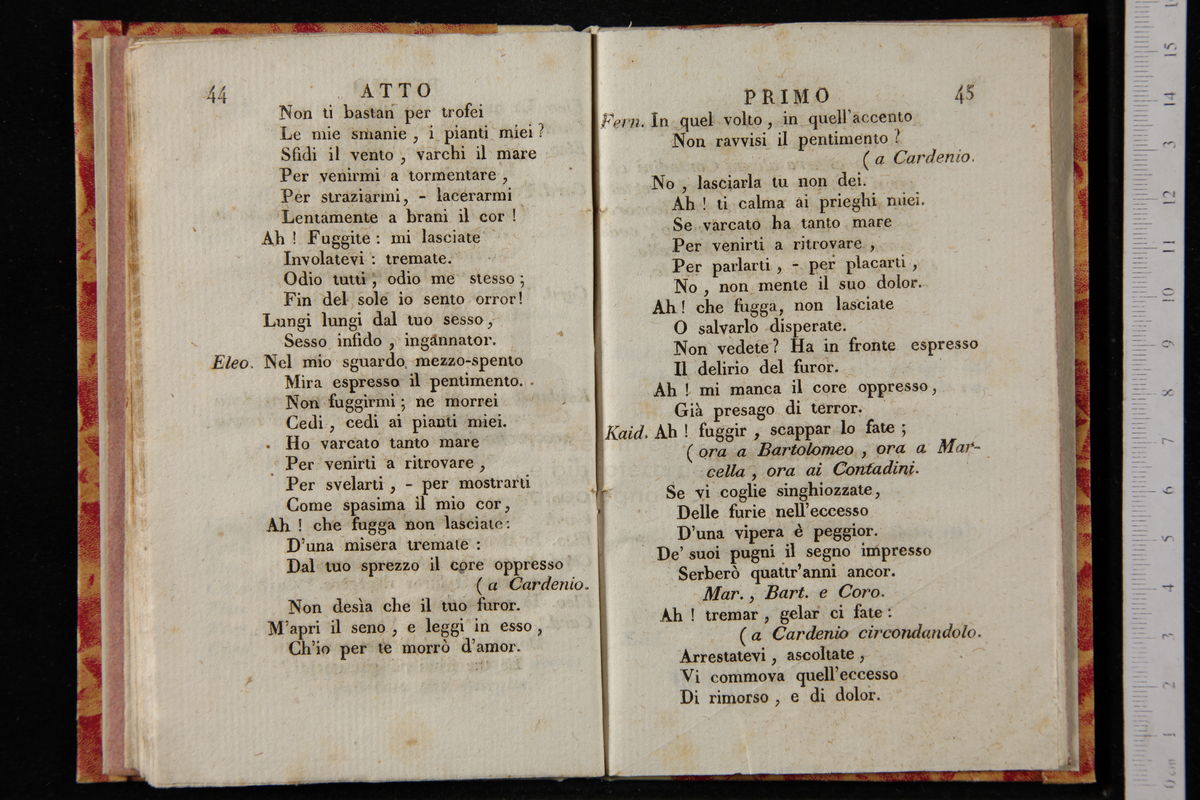 44
ATTO
Non ti bastan per trofei
Le mie smanie , i pianti miei ?
Sfidi il vento , varchi il mare
Per venirmi a tormentare ,
Per straziarmi, - lacerarmi
Lentamente a brani il cor !
Ah ! Fuggite : mi lasciate
Involatevi : tremate.
Odio tutti ; odio me stesso ;
Fin del sole io sento orror!
Lungi lungi dal tuo sesso ,
Sesso infido , ingannator.
Eleo. Nel mio sguardo mezzo-spento
Mira espresso il pentimento.
Non fuggirmi ; ne morrei
Cedi , cedi ai pianti miei.
Ho varcato tanto mare
Per venirti a ritrovare ,
Per svelarti , - per mostrarti
Come spasima il mio cor ,
Ah ! che fugga non lasciate:
D'una misera tremate :
Dal tuo sprezzo il core oppresso
( a Cardenio.
Non desìa che il tuo furor.
M'apri il seno , e leggi in esso ,
Ch'io per te morrò d'amor.
PRIMO
45
Fern. In quel volto , in quell'accento
Non ravvisi il pentimento ?
( a Cardenio.
No , lasciarla tu non dei.
Ah ! ti calma ai prieghi miei.
Se varcato ha tanto mare
Per venirti a ritrovare ,
Per parlarti , - per placarti ,
No , non mente il suo dolor.
Ah ! che fugga, non lasciate
O salvarlo disperate.
Non vedete ? Ha in fronte espresso
Il delirio del furor.
Ah ! mi manca il core oppresso ,
Già presago di terror.
Kaid. Ah ! fuggir , scappar lo fate ;
( ora a Bartolomeo , ora a Mar-
cella , ora ai Contadini.
Se vi coglie singhiozzate,
Delle furie nell'eccesso
D'una vipera è peggior.
De' suoi pugni il segno impresso
Serberò quattr'anni ancor.
Mar. , Bart. e Coro.
Ah ! tremar , gelar ci fate :
( a Cardenio circondandolo.
Arrestatevi , ascoltate ,
Vi commova quell'eccesso
Di rimorso , e di dolor.